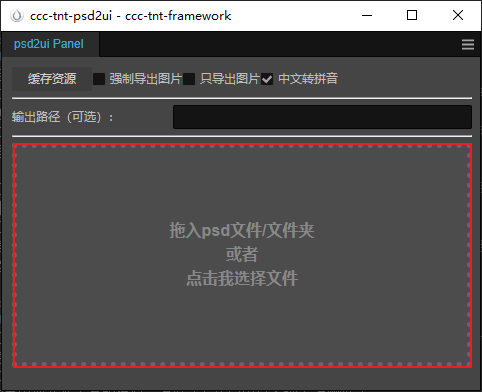 ccc-tnt-psd2ui - ccc-tnt-framework
psd2ui Panel
缓存资源 强制导出图片 只导出图片 中文转拼音
输出路径（可选）：
拖入psd文件/文件夹
或者
点击我选择文件